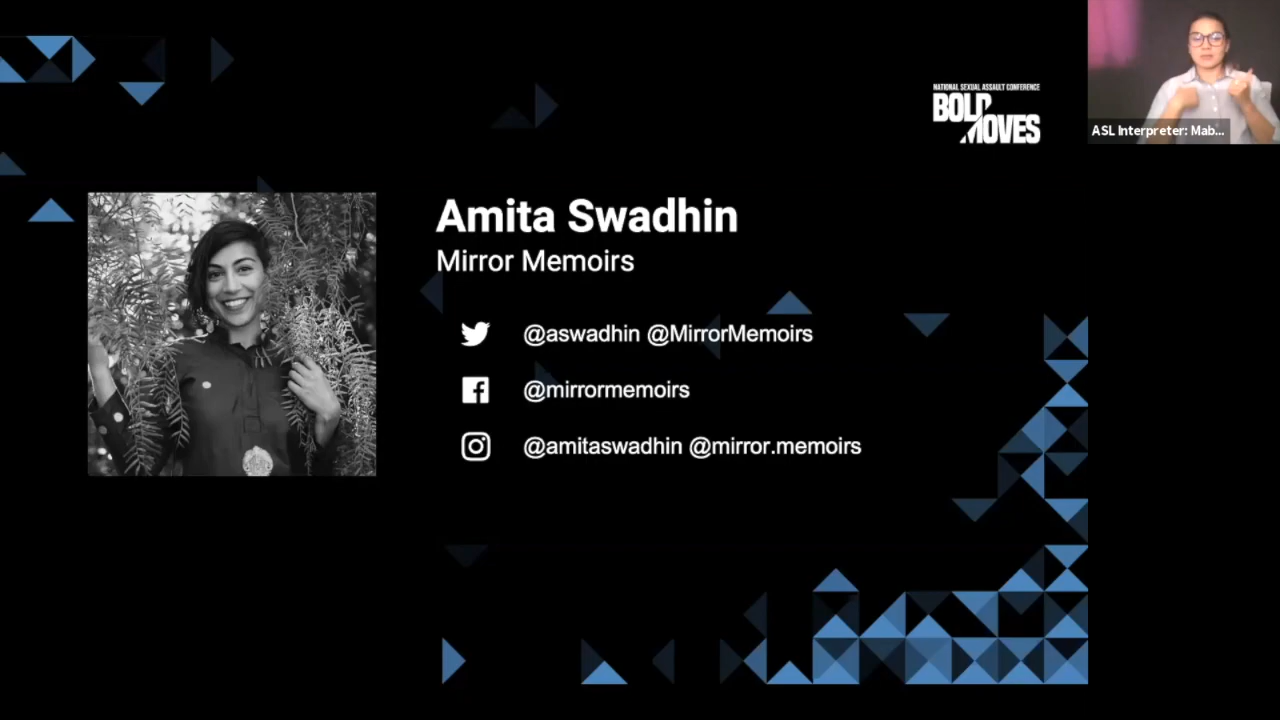 NATIONAL SEXUAL ASSAULT CONFERENCE
BOLD
MOVES
ASL Interpreter: Mab...
Amita Swadhin
Mirror Memoirs
@aswadhin @MirrorMemoirs
@mirrormemoirs
@amitaswadhin @mirror.memoirs